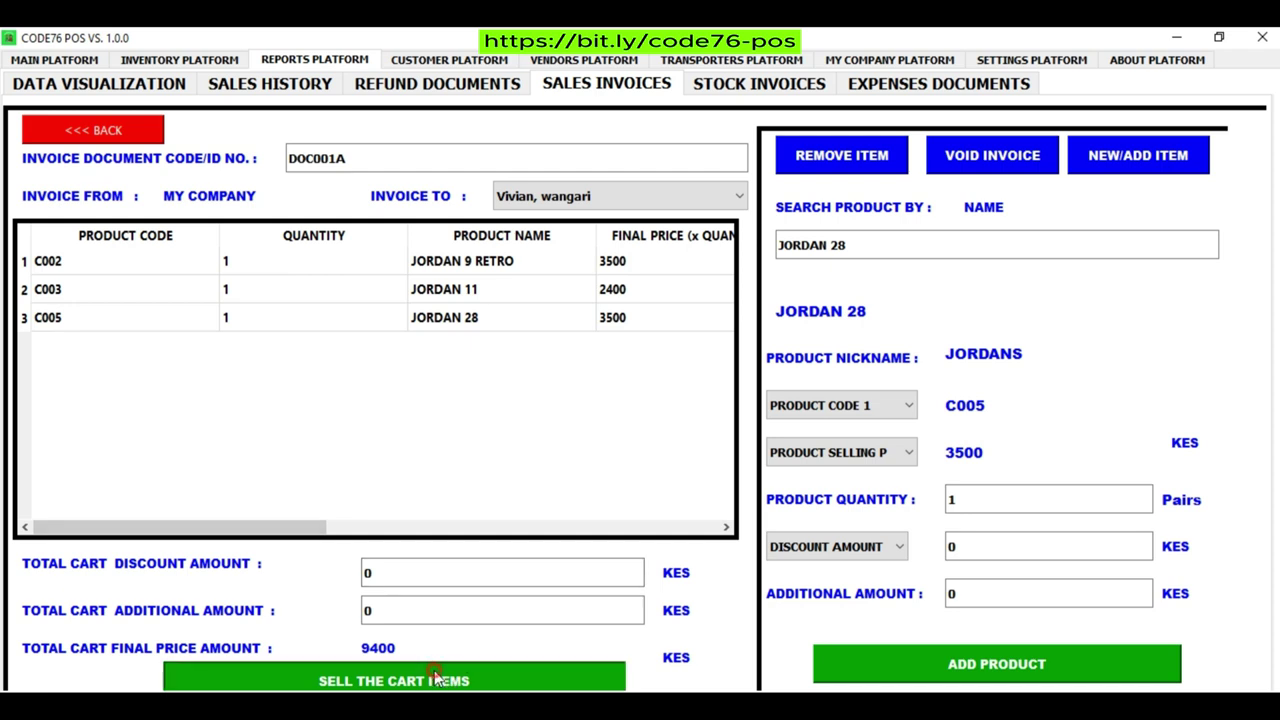 CODE76 POS VS. 1.0.0
https://bit.ly/code76-pos
MAIN PLATFORM INVENTORY PLATFORM REPORTS PLATFORM CUSTOMER PLATFORM VENDORS PLATFORM TRANSPORTERS PLATFORM MY COMPANY PLATFORM SETTINGS PLATFORM ABOUT PLATFORM
DATA VISUALIZATION SALES HISTORY REFUND DOCUMENTS SALES INVOICES STOCK INVOICES EXPENSES DOCUMENTS
<<< BACK
INVOICE DOCUMENT CODE/ID NO. : DOC001A
INVOICE FROM : MY COMPANY INVOICE TO : Vivian, wangari
PRODUCT CODE QUANTITY PRODUCT NAME FINAL PRICE (x QUAN
1 C002 1 JORDAN 9 RETRO 3500
2 C003 1 JORDAN 11 2400
3 C005 1 JORDAN 28 3500
TOTAL CART DISCOUNT AMOUNT : 0 KES
TOTAL CART ADDITIONAL AMOUNT : 0 KES
TOTAL CART FINAL PRICE AMOUNT : 9400 KES
SELL THE CART ITEMS
REMOVE ITEM VOID INVOICE NEW/ADD ITEM
SEARCH PRODUCT BY : NAME
JORDAN 28
JORDAN 28
PRODUCT NICKNAME : JORDANS
PRODUCT CODE 1 C005
PRODUCT SELLING P 3500 KES
PRODUCT QUANTITY : 1 Pairs
DISCOUNT AMOUNT 0 KES
ADDITIONAL AMOUNT : 0 KES
ADD PRODUCT